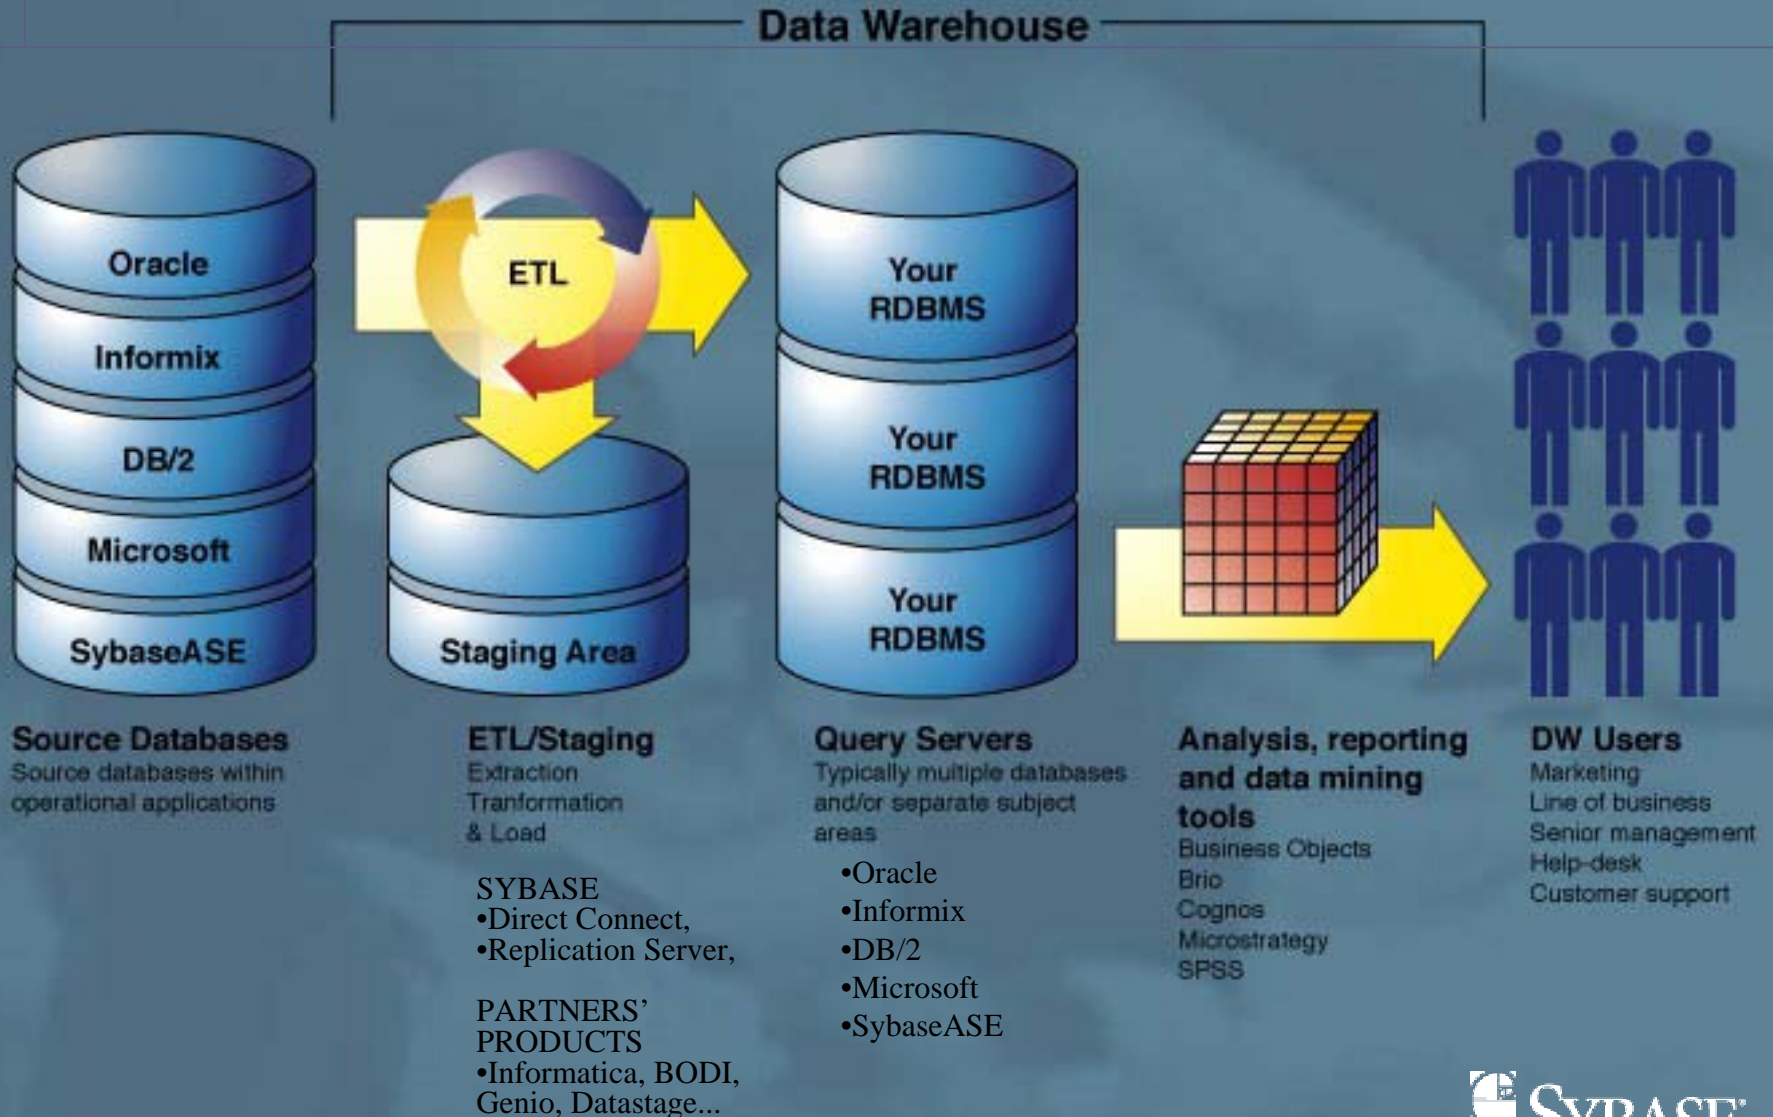 Data Warehouse
Oracle
Informix
DB/2
Microsoft
SybaseASE
ETL
Staging Area
Your
RDBMS
Your
RDBMS
Your
RDBMS
Source Databases
Source databases within
operational applications
ETL/Staging
Extraction
Tranformation
& Load
SYBASE
•Direct Connect,
•Replication Server,
PARTNERS’
PRODUCTS
•Informatica, BODI,
Genio, Datastage...
Query Servers
Typically multiple databases
and/or separate subject
areas
•Oracle
•Informix
•DB/2
•Microsoft
•SybaseASE
Analysis, reporting
and data mining
tools
Business Objects
Brio
Cognos
Microstrategy
SPSS
DW Users
Marketing
Line of business
Senior management
Help-desk
Customer support
SYBASE